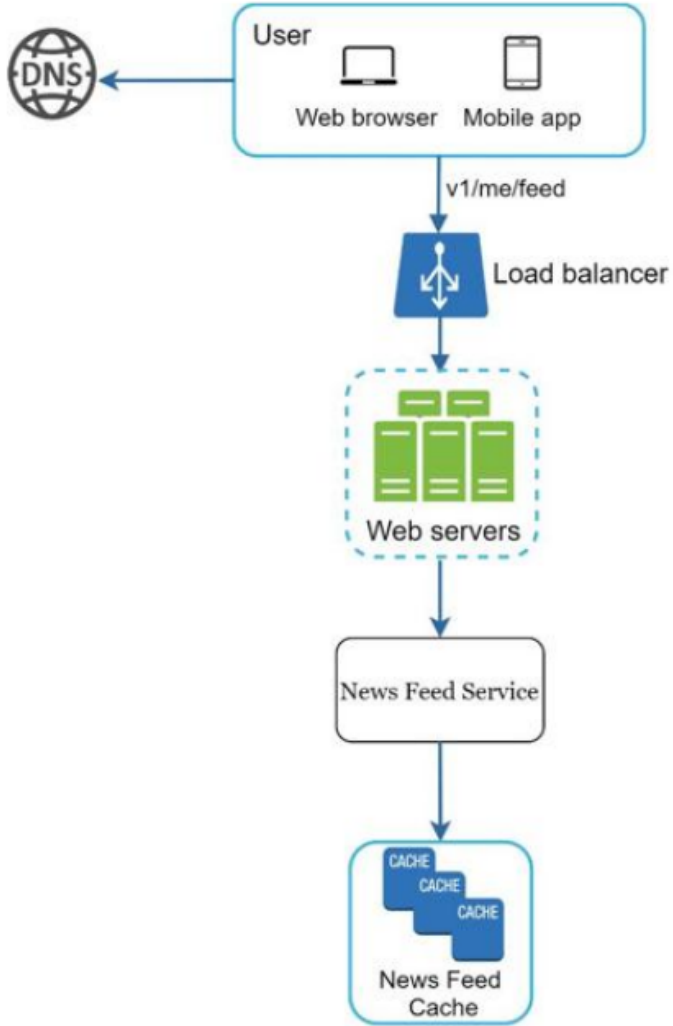 User
DNS
Web browser
Mobile app
v1/me/feed
Load balancer
Web servers
News Feed Service
CACHE
CACHE
CACHE
News Feed
Cache